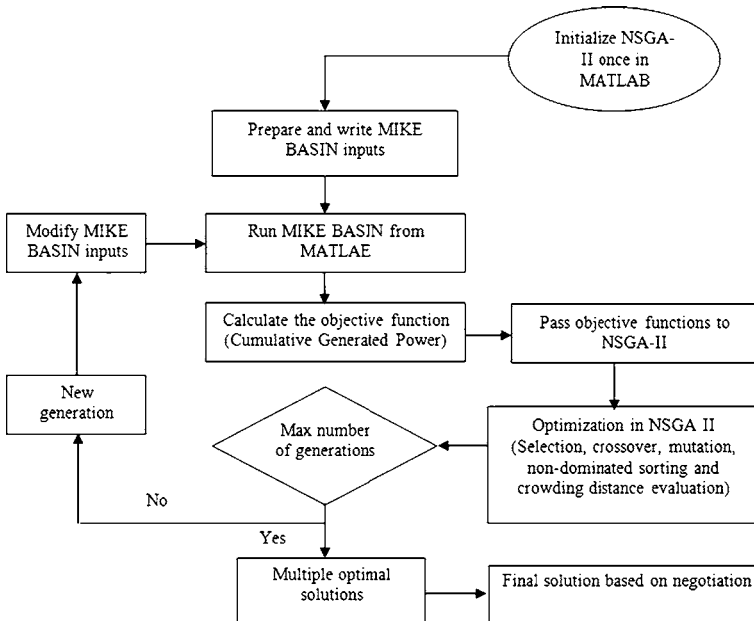 Initialize NSGA-
II once in
MATLAB
Prepare and write MIKE
BASIN inputs
Modify MIKE
BASIN inputs
Run MIKE BASIN from
MATLAE
Calculate the objective function
(Cumulative Generated Power)
Pass objective functions to
NSGA-II
New
generation
Max number
of generations
Optimization in NSGA II
(Selection, crossover, mutation,
non-dominated sorting and
crowding distance evaluation)
No
Yes
Multiple optimal
solutions
Final solution based on negotiation